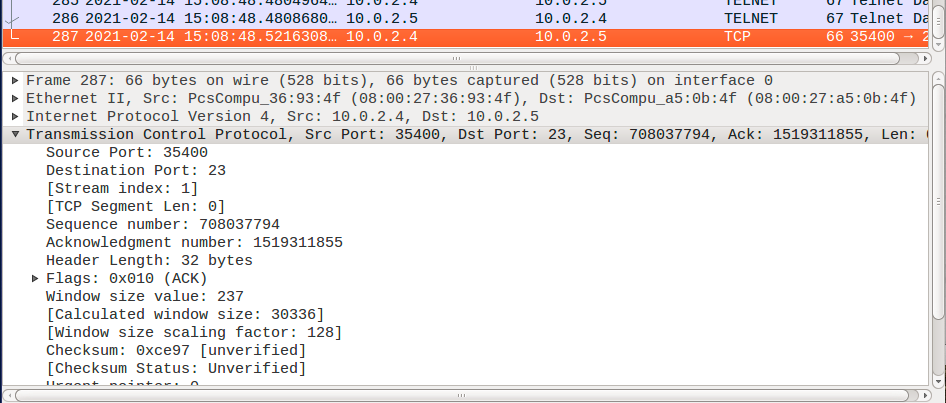 285 2021-02-14 15:08:48.4804964… 10.0.2.4 10.0.2.5 TELNET 67 Telnet Da
286 2021-02-14 15:08:48.4808680… 10.0.2.5 10.0.2.4 TELNET 67 Telnet Da
287 2021-02-14 15:08:48.5216308… 10.0.2.4 10.0.2.5 TCP 66 35400 → 2
Frame 287: 66 bytes on wire (528 bits), 66 bytes captured (528 bits) on interface 0
Ethernet II, Src: PcsCompu_36:93:4f (08:00:27:36:93:4f), Dst: PcsCompu_a5:0b:4f (08:00:27:a5:0b:4f)
Internet Protocol Version 4, Src: 10.0.2.4, Dst: 10.0.2.5
Transmission Control Protocol, Src Port: 35400, Dst Port: 23, Seq: 708037794, Ack: 1519311855, Len: 0
Source Port: 35400
Destination Port: 23
[Stream index: 1]
[TCP Segment Len: 0]
Sequence number: 708037794
Acknowledgment number: 1519311855
Header Length: 32 bytes
Flags: 0x010 (ACK)
Window size value: 237
[Calculated window size: 30336]
[Window size scaling factor: 128]
Checksum: 0xce97 [unverified]
[Checksum Status: Unverified]
Urgent pointer: 0